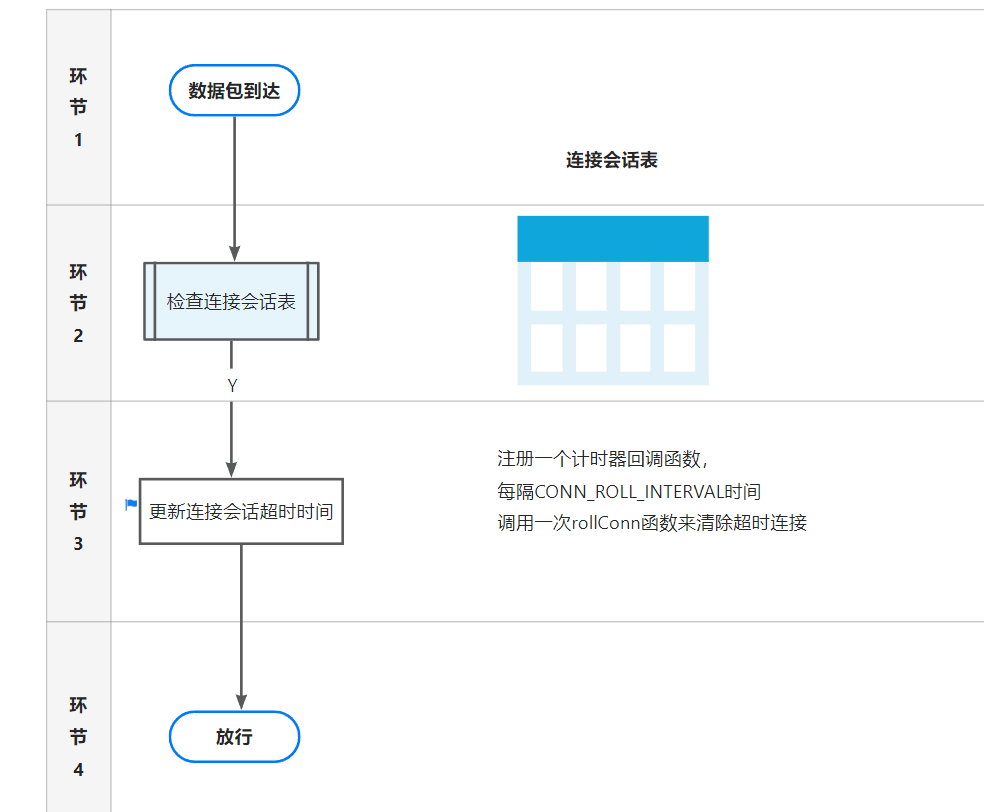 环
节
1
数据包到达
连接会话表
环
节
2
检查连接会话表
Y
环
节
3
更新连接会话超时时间
注册一个计时器回调函数，
每隔CONN_ROLL_INTERVAL时间
调用一次rollConn函数来清除超时连接
环
节
4
放行